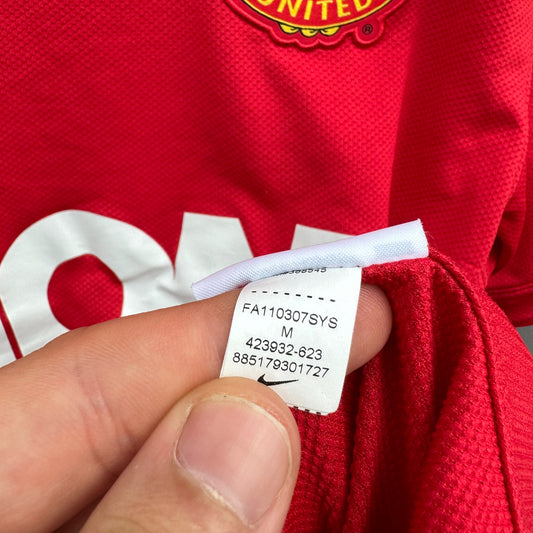 UNITED
®
FA110307SYS
M
423932-623
885179301727